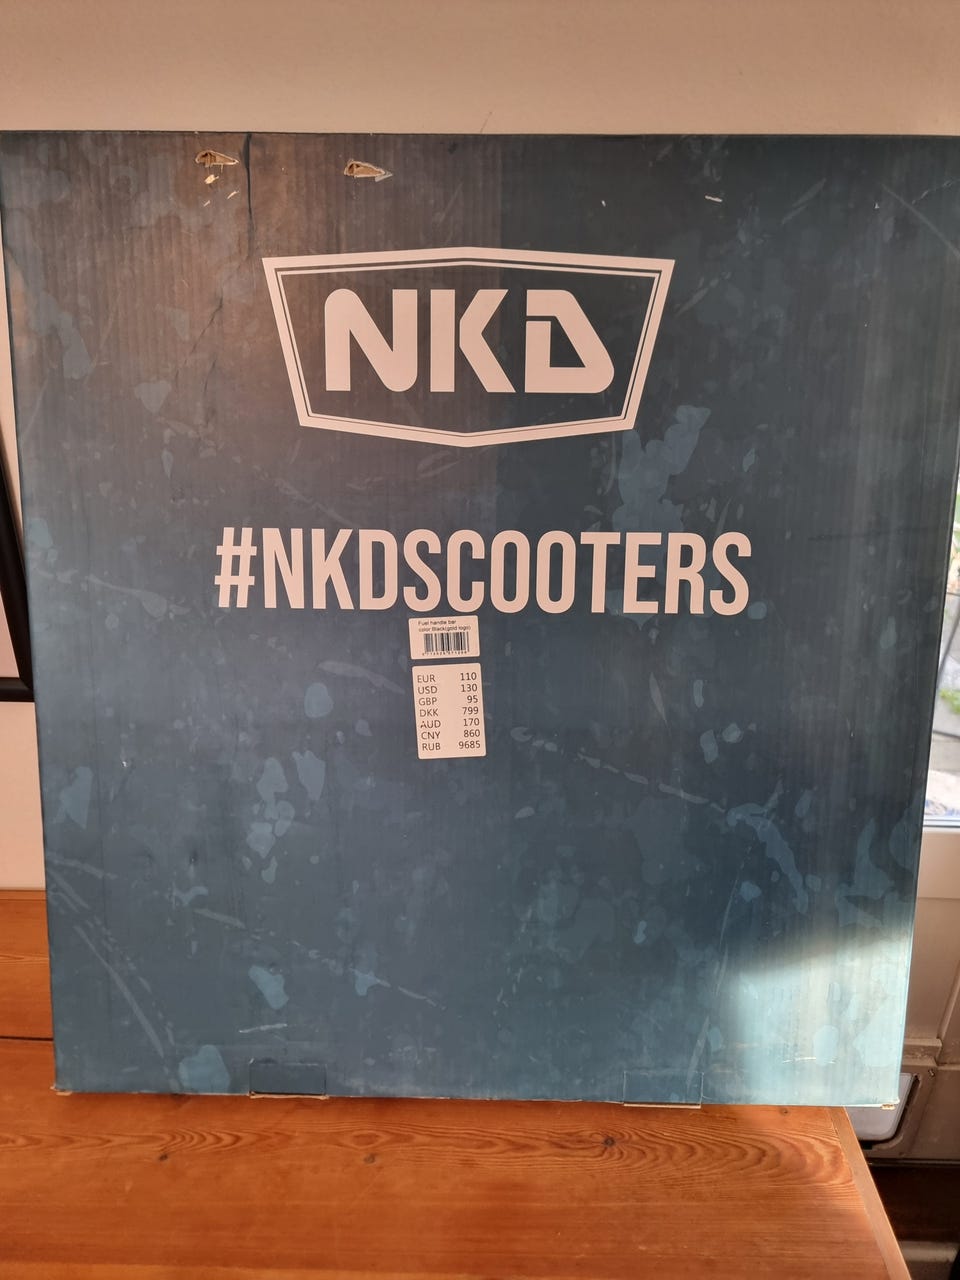 NKD
#NKDSCOOTERS
Fuel handle bar
color:Black(gold logo)
EUR 110
USD 130
GBP 95
DKK 799
AUD 170
CNY 860
RUB 9685